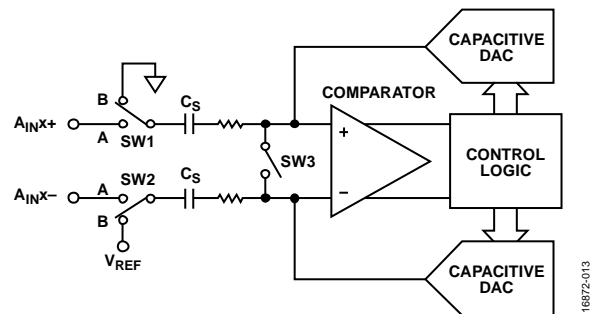 CAPACITIVE
DAC
COMPARATOR
B
CS
AINX+
A
SW1
+
SW3
CONTROL
LOGIC
SW2
CS
AINX−
A
−
B
VREF
CAPACITIVE
DAC
16872-013